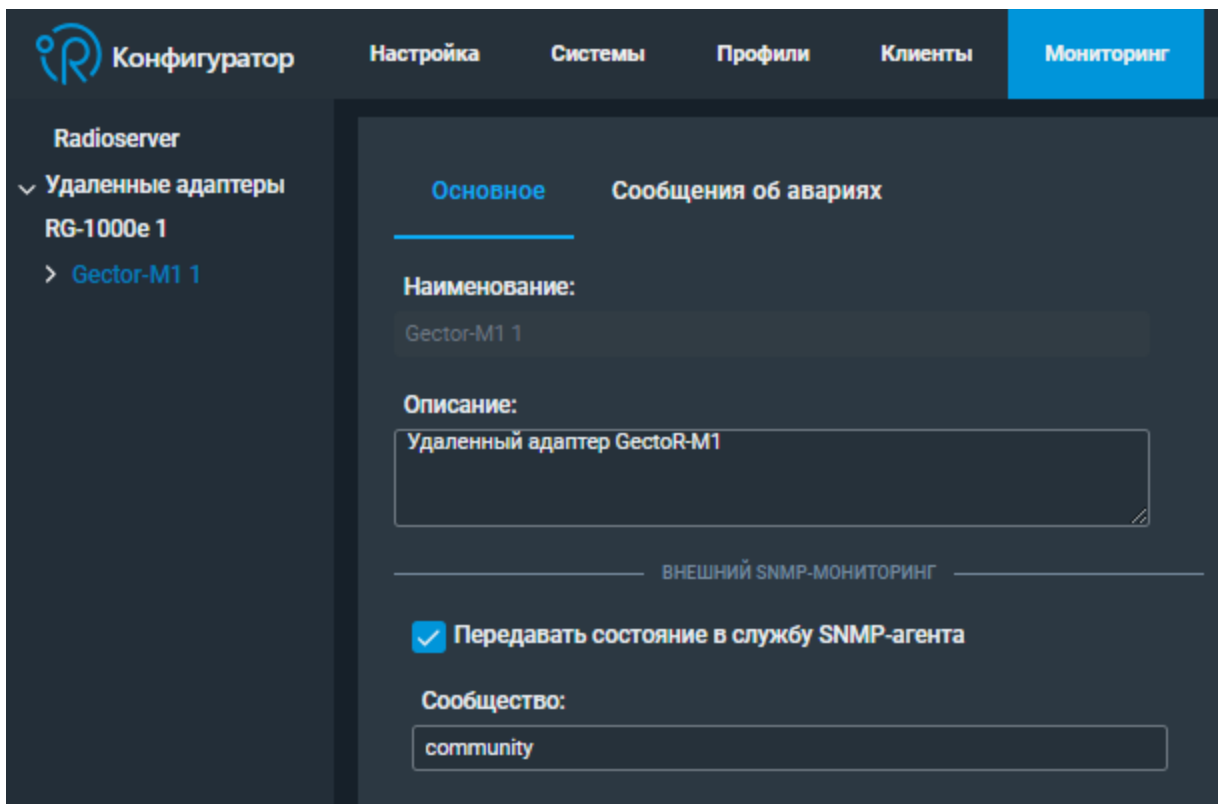 Конфигуратор
Настройка Системы Профили Клиенты Мониторинг
Radioserver
Удаленные адаптеры
RG-1000e 1
Gector-M1 1
Основное Сообщения об авариях
Наименование:
Gector-M1 1
Описание:
Удаленный адаптер GectoR-M1
ВНЕШНИЙ SNMP-МОНИТОРИНГ
Передавать состояние в службу SNMP-агента
Сообщество:
community